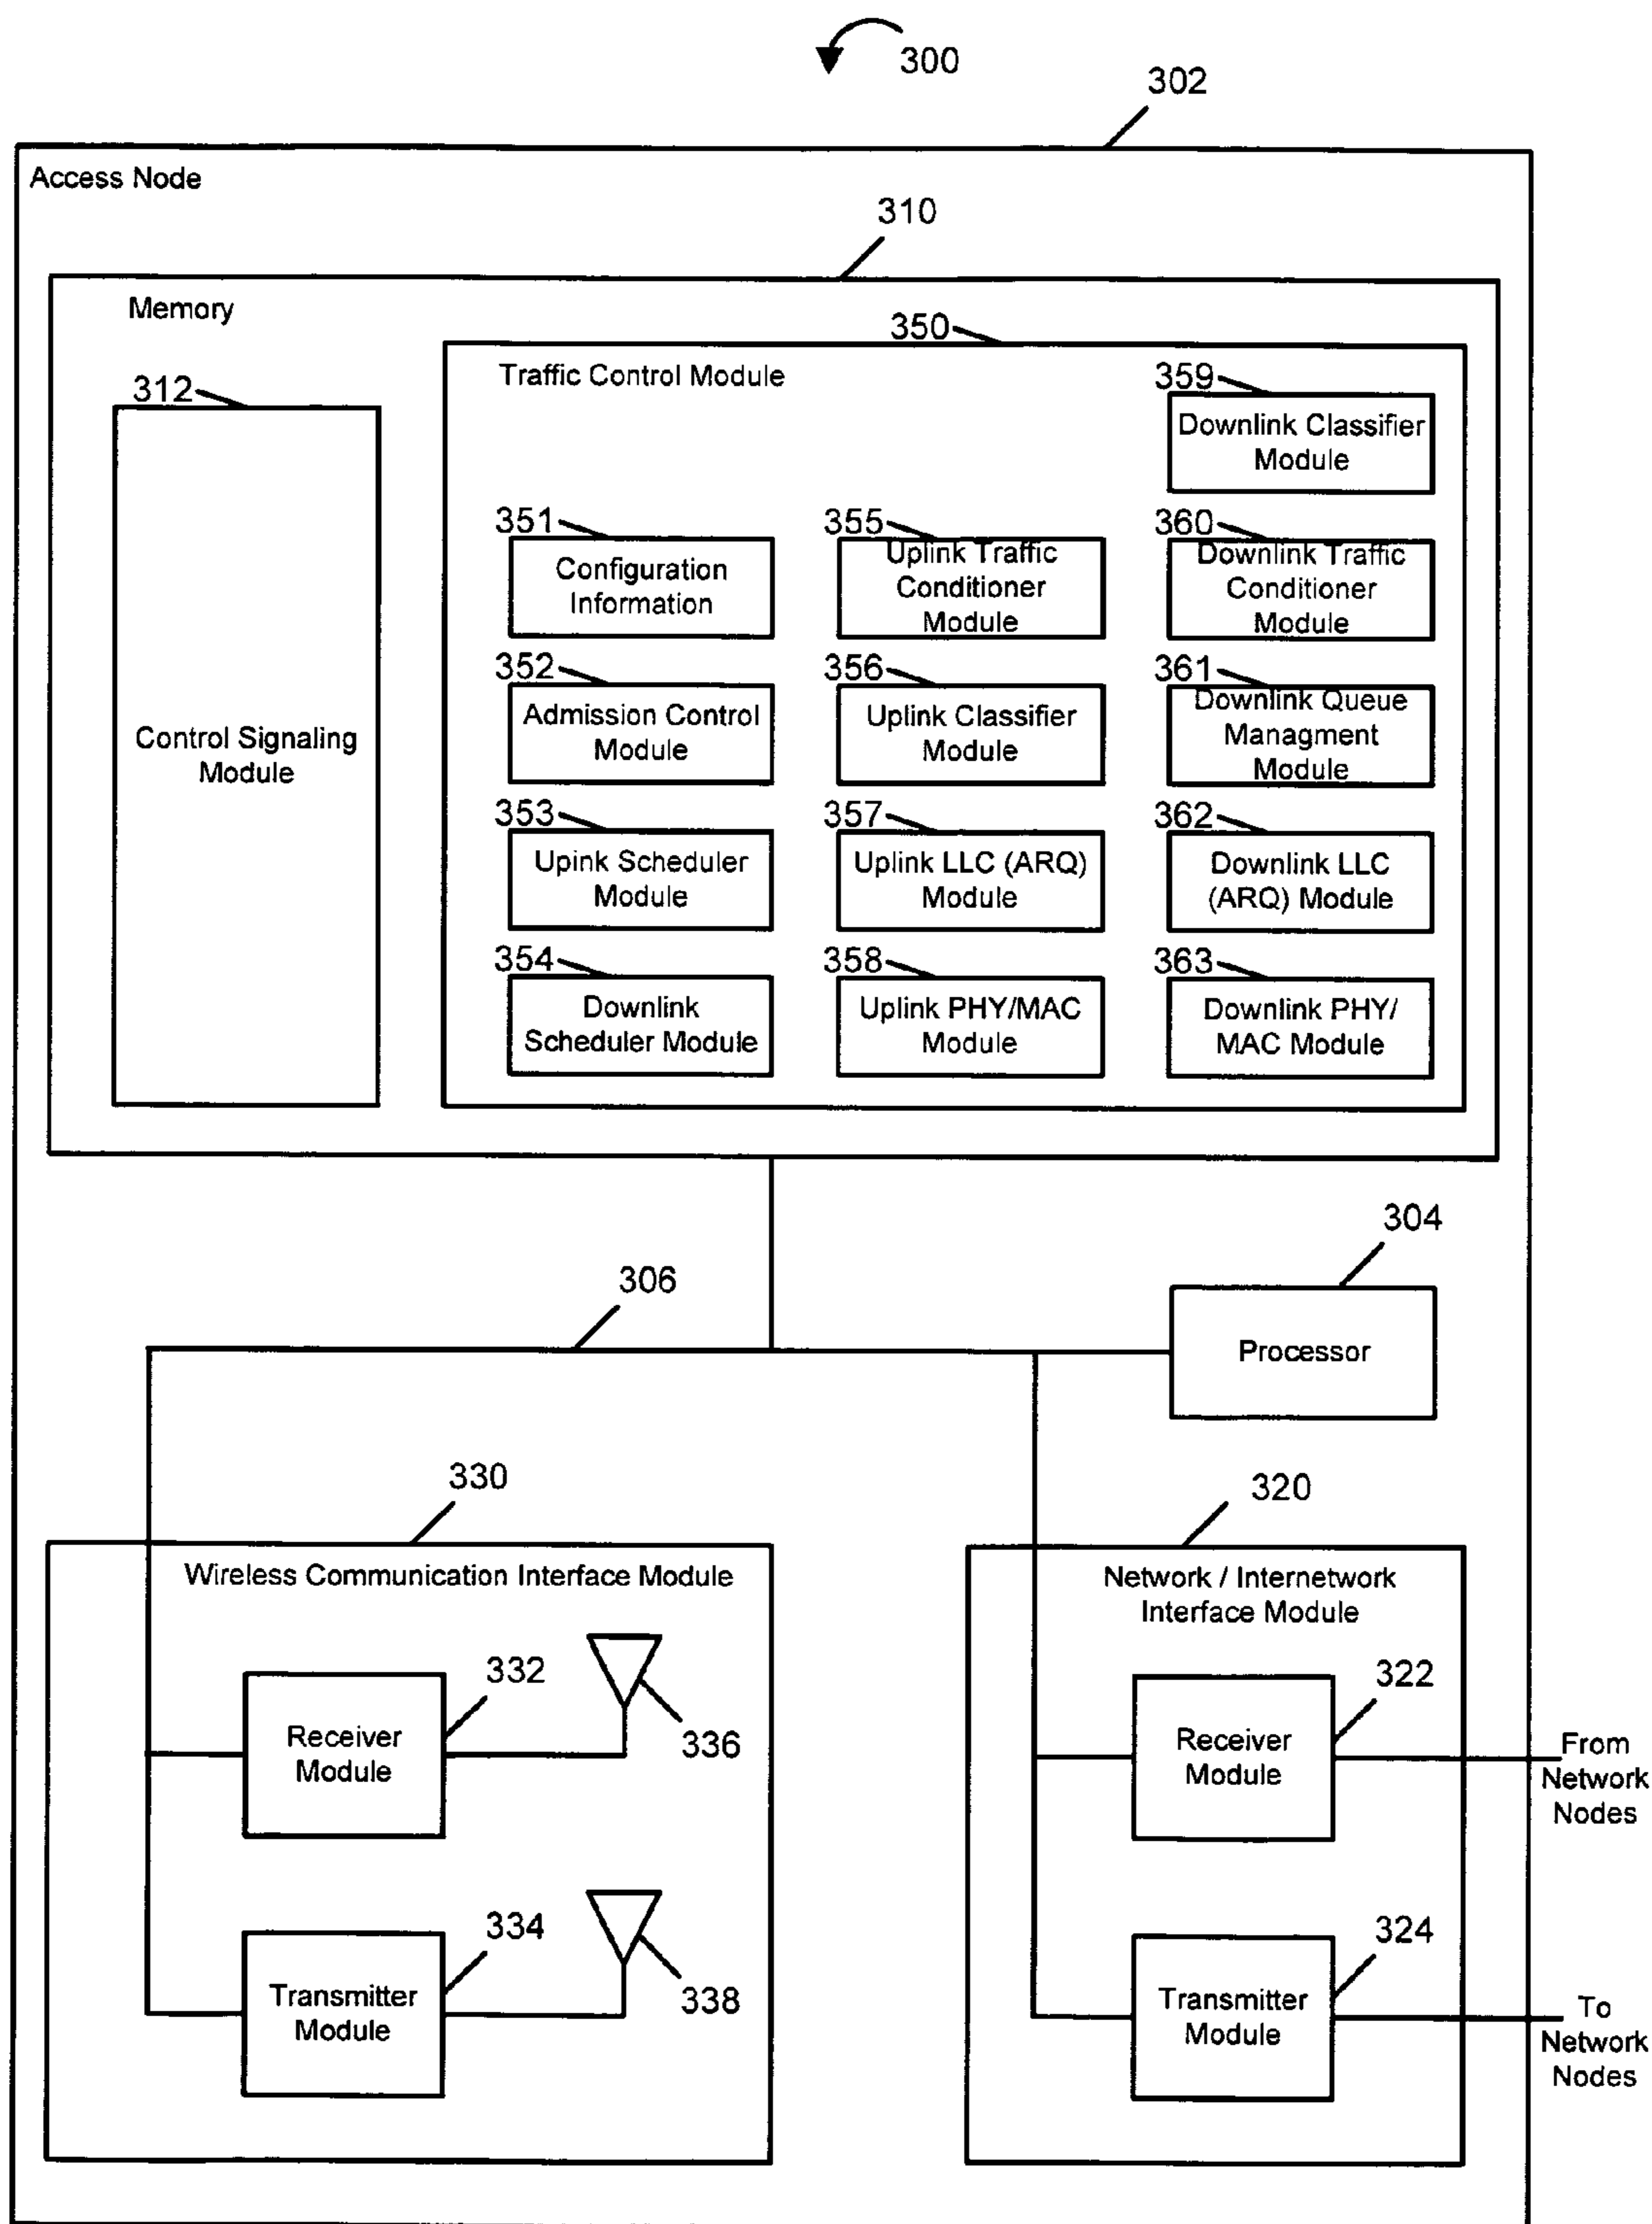 300
302
Access Node
310
Memory
350
312
Traffic Control Module
359
Downlink Classifier
Module
351
Configuration
Information
355
Uplink Traffic
Conditioner
Module
360
Downlink Traffic
Conditioner
Module
352
Admission Control
Module
356
Uplink Classifier
Module
361
Downlink Queue
Managment
Module
Control Signaling
Module
353
Upink Scheduler
Module
357
Uplink LLC (ARQ)
Module
362
Downlink LLC
(ARQ) Module
354
Downlink
Scheduler Module
358
Uplink PHY/MAC
Module
363
Downlink PHY/
MAC Module
304
306
Processor
330
320
Wireless Communication Interface Module
Network / Internetwork
Interface Module
332
Receiver
Module
336
322
Receiver
Module
From
Network
Nodes
334
Transmitter
Module
338
324
Transmitter
Module
To
Network
Nodes